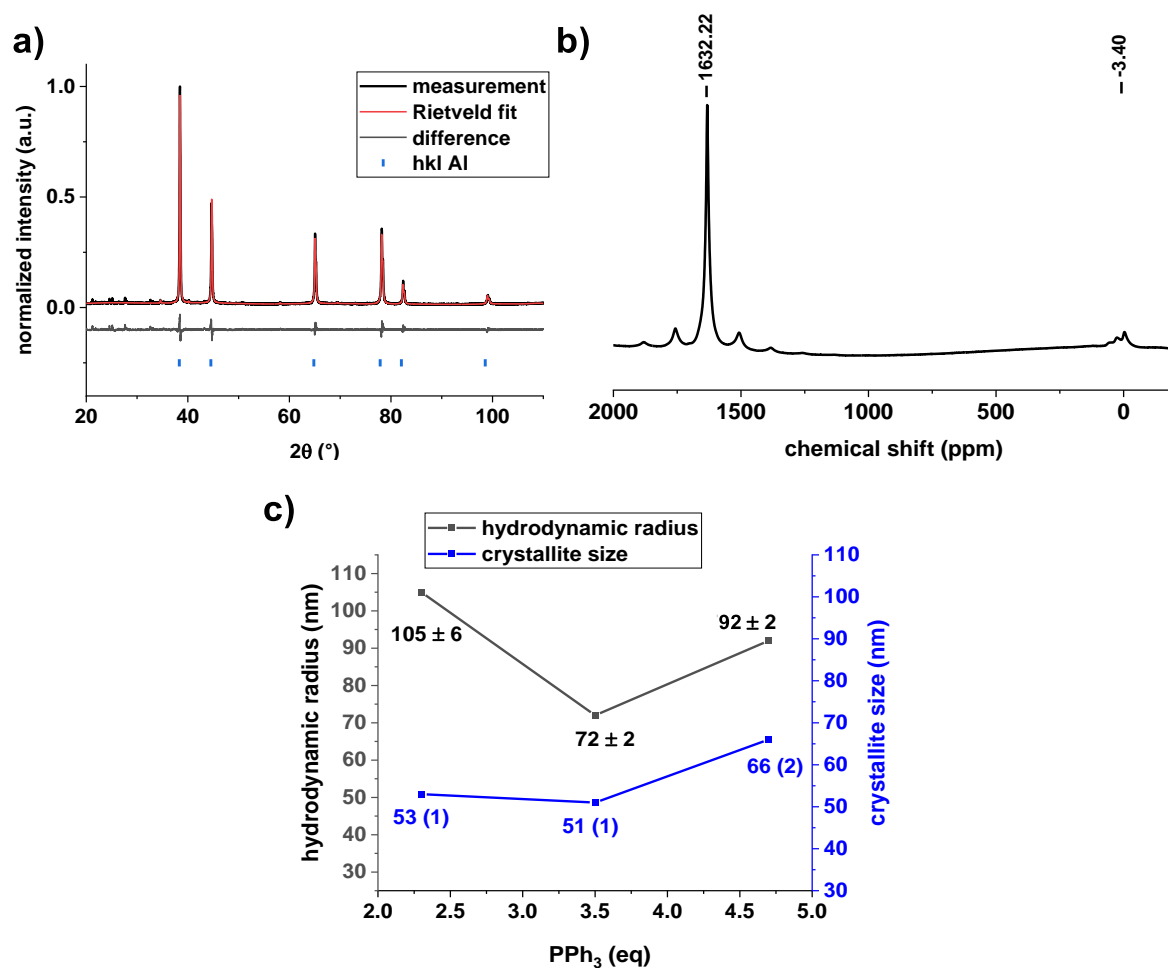 a)
normalized intensity (a.u.)
1.0
0.5
0.0
measurement
Rietveld fit
difference
hkl Al
20 40 60 80 100
2θ (°)
b)
1632.22
-3.40
2000 1500 1000 500 0
chemical shift (ppm)
c)
hydrodynamic radius
crystallite size
hydrodynamic radius (nm)
110
100
90
80
70
60
50
40
30
105 ± 6
72 ± 2
92 ± 2
53 (1)
51 (1)
66 (2)
110
100
90
80
70
60
50
40
30
crystallite size (nm)
2.0 2.5 3.0 3.5 4.0 4.5 5.0
PPh₃ (eq)